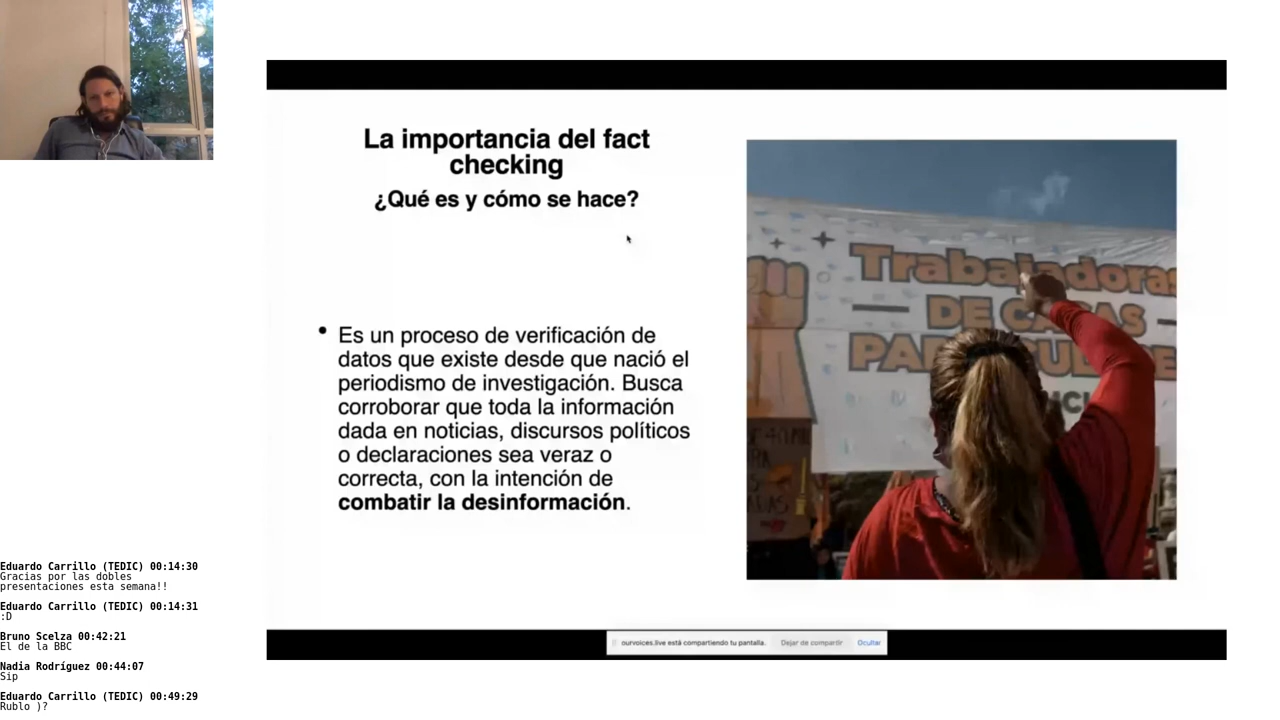 La importancia del fact
checking
¿Qué es y cómo se hace?
• Es un proceso de verificación de
datos que existe desde que nació el
periodismo de investigación. Busca
corroborar que toda la información
dada en noticias, discursos políticos
o declaraciones sea veraz o
correcta, con la intención de
combatir la desinformación.
Trabajadoras
DE CASAS
ourvoices.live está compartiendo tu pantalla. Dejar de compartir Ocultar
Eduardo Carrillo (TEDIC) 00:14:30
Gracias por las dobles
presentaciones esta semana!!
Eduardo Carrillo (TEDIC) 00:14:31
:D
Bruno Scelza 00:42:21
El de la BBC
Nadia Rodríguez 00:44:07
Sip
Eduardo Carrillo (TEDIC) 00:49:29
Rublo )?